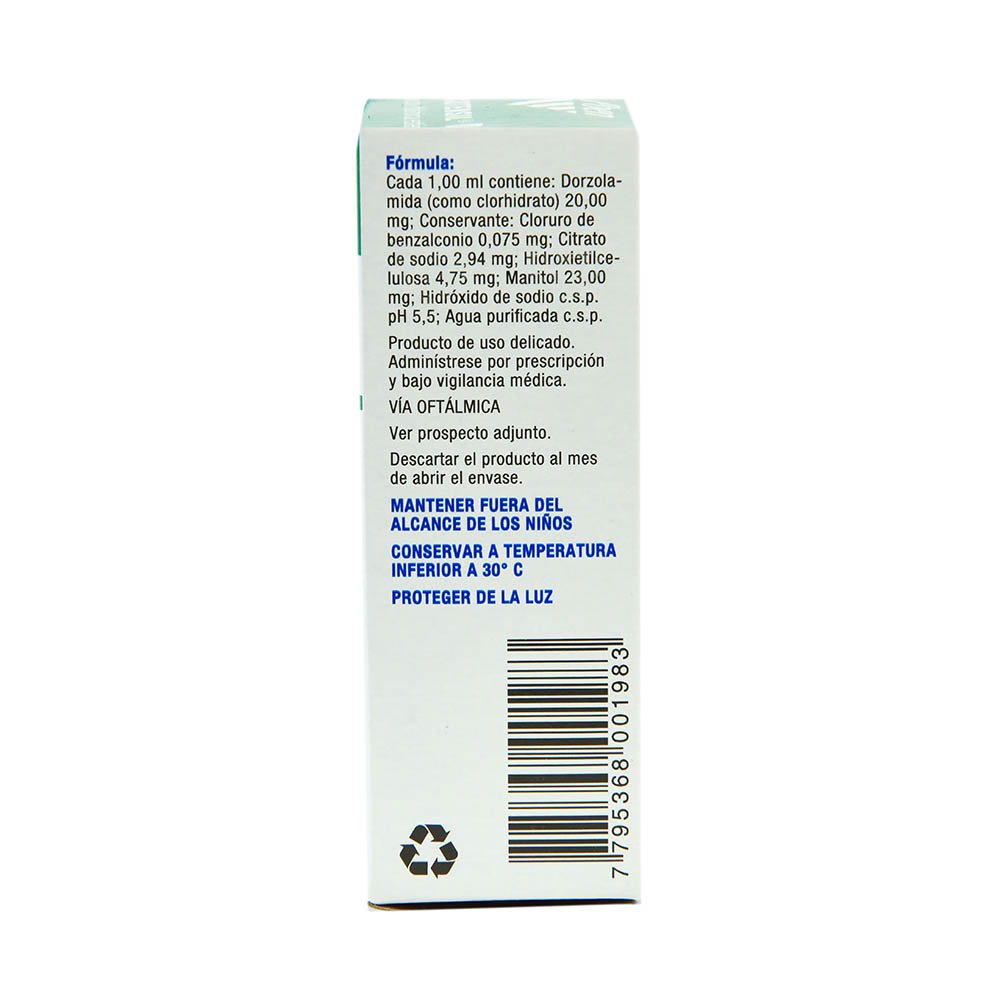 Fórmula:
Cada 1,00 ml contiene: Dorzola-
mida (como clorhidrato) 20,00
mg; Conservante: Cloruro de
benzalconio 0,075 mg; Citrato
de sodio 2,94 mg; Hidroxietilce-
lulosa 4,75 mg; Manitol 23,00
mg; Hidróxido de sodio c.s.p.
pH 5,5; Agua purificada c.s.p.
Producto de uso delicado.
Adminístrese por prescripción
y bajo vigilancia médica.
VÍA OFTÁLMICA
Ver prospecto adjunto.
Descartar el producto al mes
de abrir el envase.
MANTENER FUERA DEL
ALCANCE DE LOS NIÑOS
CONSERVAR A TEMPERATURA
INFERIOR A 30° C
PROTEGER DE LA LUZ
7 795368 001983